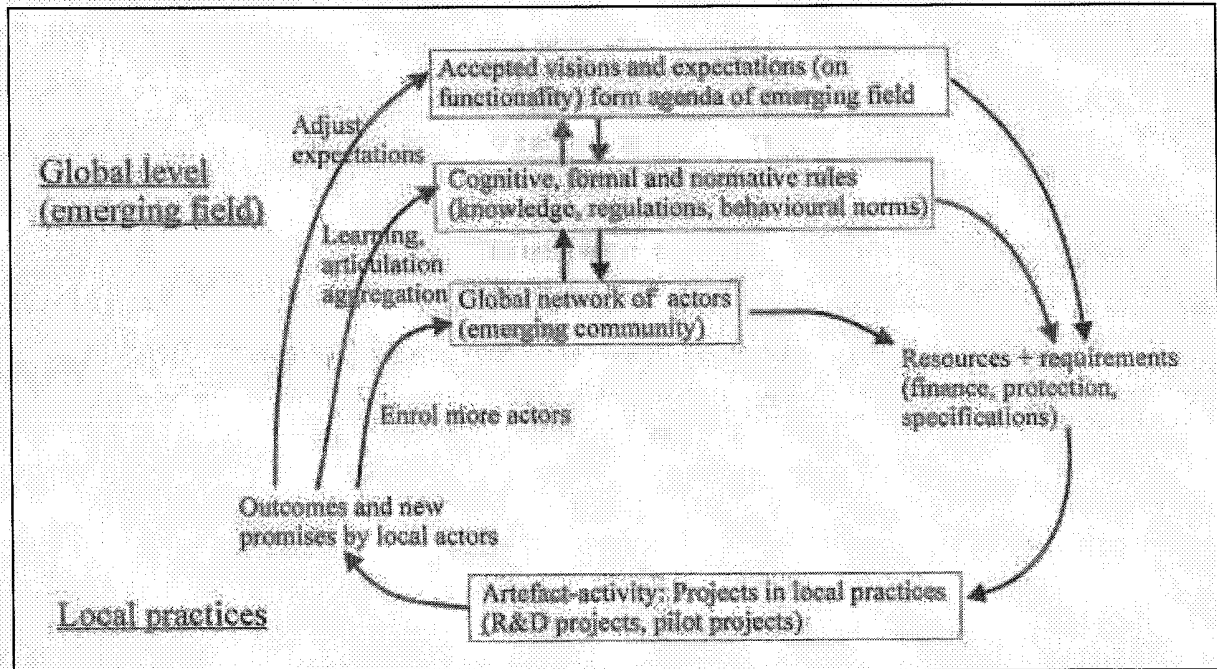 Accepted visions and expectations (on
functionality) form agenda of emerging field
Adjust
expectations
Global level
(emerging field)
Cognitive, formal and normative rules
(knowledge, regulations, behavioural norms)
Learning,
articulation
aggregation
Global network of actors
(emerging community)
Resources + requirements
(finance, protection,
specifications)
Enrol more actors
Outcomes and new
promises by local actors
Artefact-activity: Projects in local practices
(R&D projects, pilot projects)
Local practices